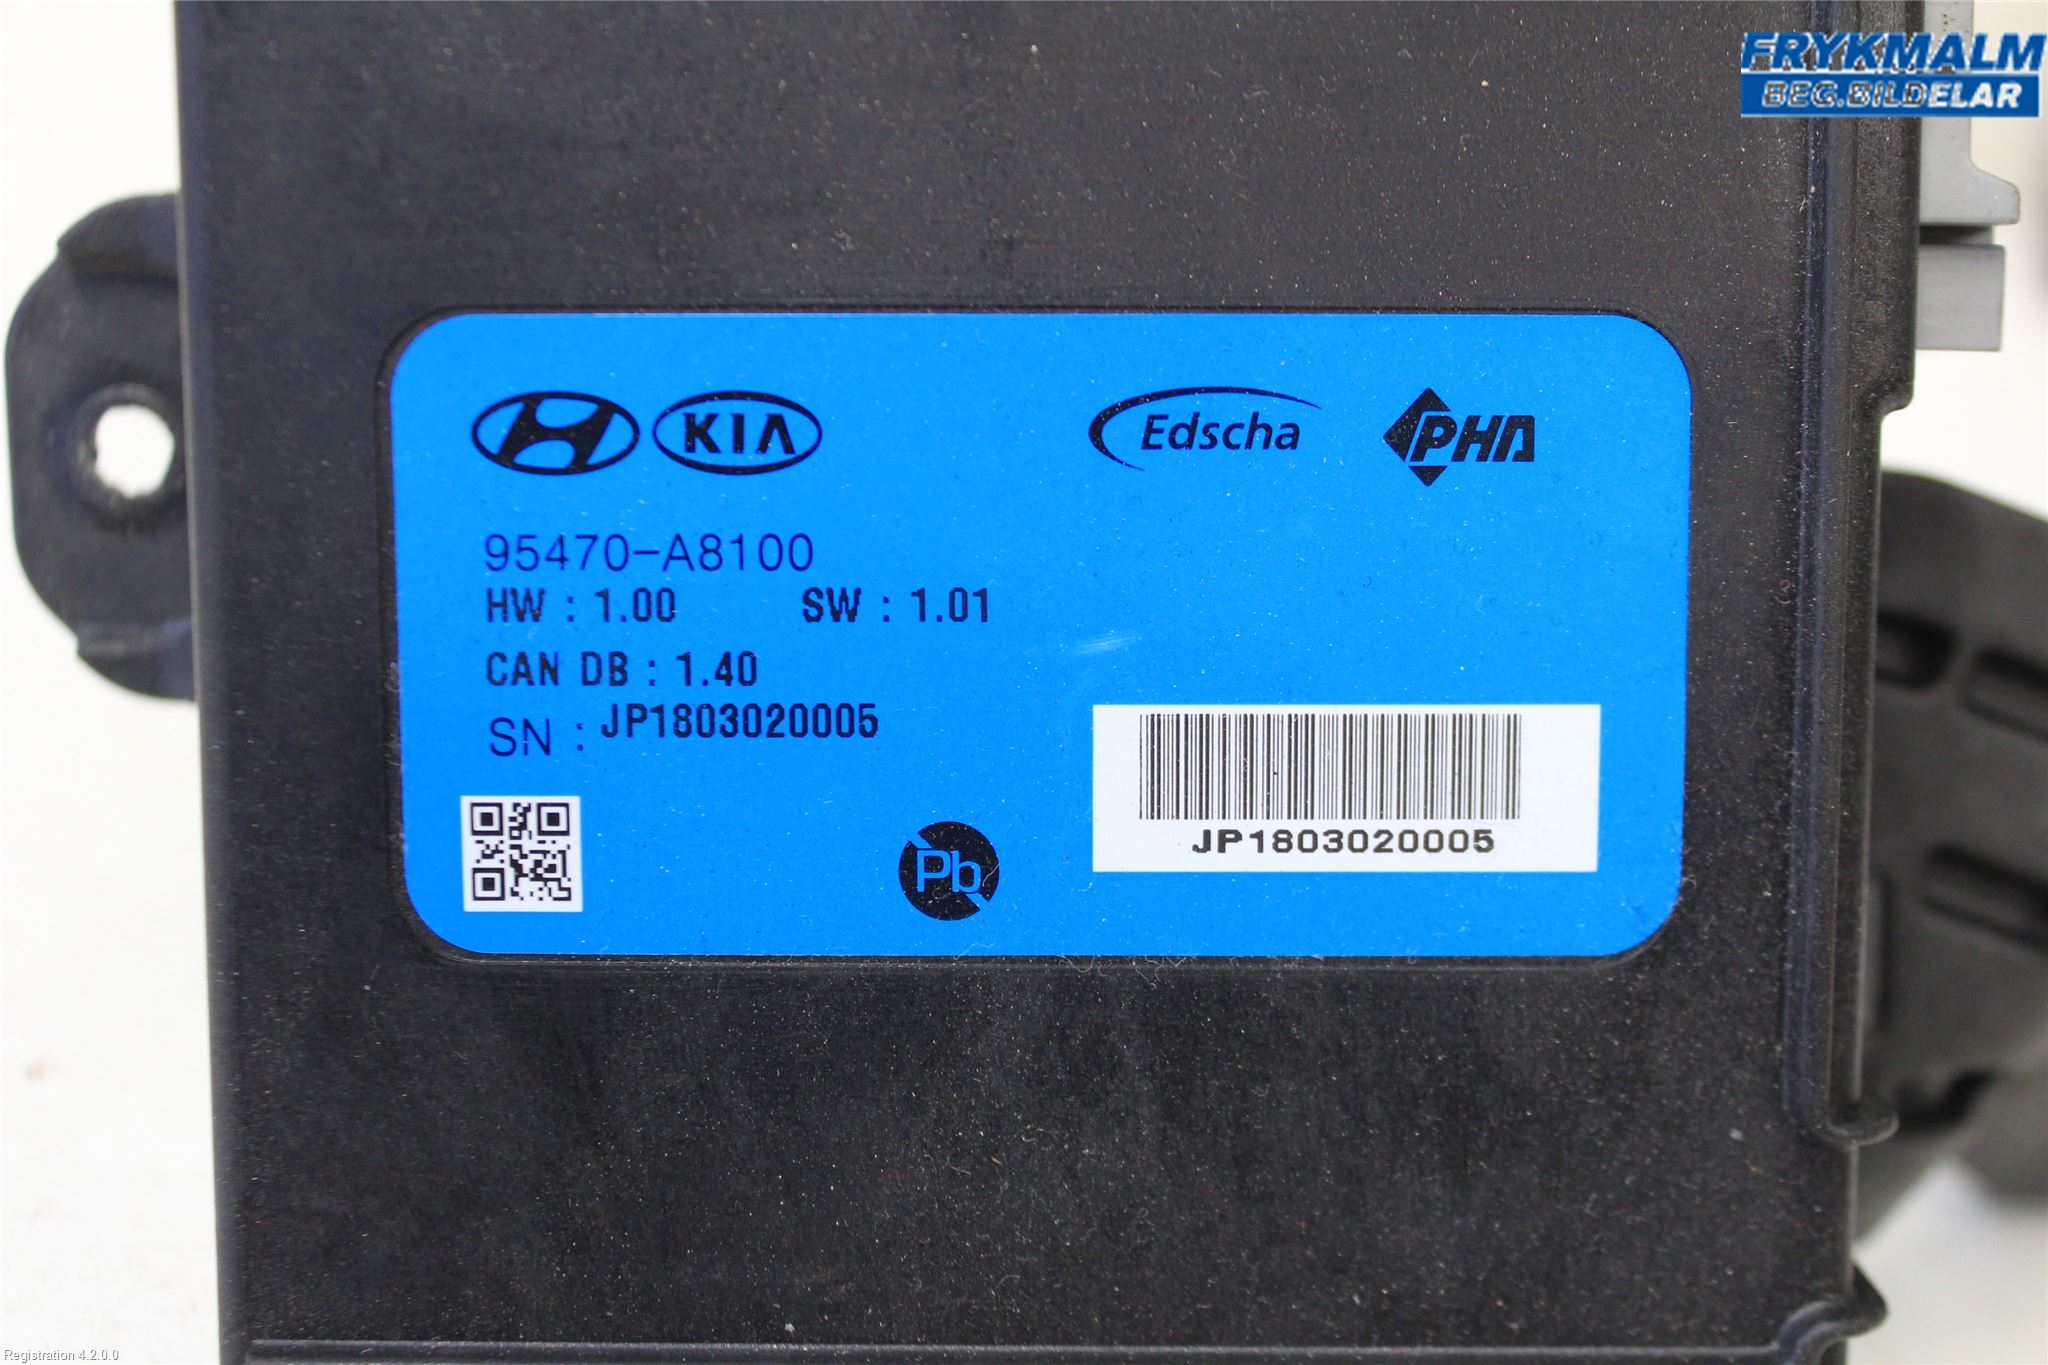 FRYKMALM
BEG.BILDELAR
KIA
Edscha
PHA
95470-A8100
HW : 1.00 SW : 1.01
CAN DB : 1.40
SN : JP1803020005
Pb
JP1803020005
Registration 4.2.0.0